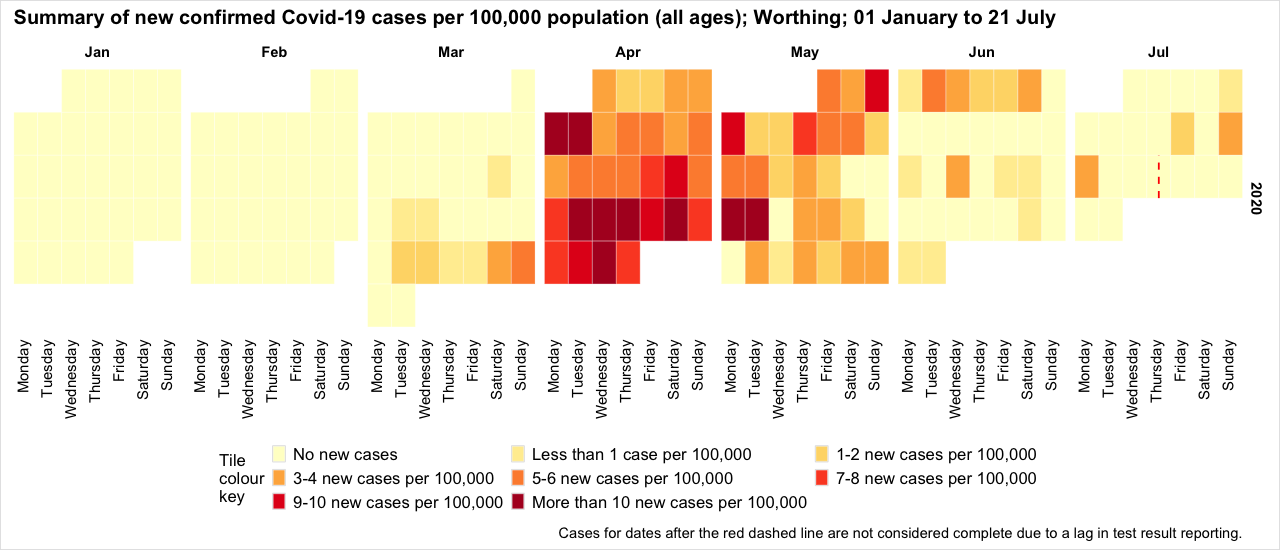 Summary of new confirmed Covid-19 cases per 100,000 population (all ages); Worthing; 01 January to 21 July
Jan Feb Mar Apr May Jun Jul
2020
Monday Tuesday Wednesday Thursday Friday Saturday Sunday Monday Tuesday Wednesday Thursday Friday Saturday Sunday Monday Tuesday Wednesday Thursday Friday Saturday Sunday Monday Tuesday Wednesday Thursday Friday Saturday Sunday Monday Tuesday Wednesday Thursday Friday Saturday Sunday Monday Tuesday Wednesday Thursday Friday Saturday Sunday Monday Tuesday Wednesday Thursday Friday Saturday Sunday
Tile
colour
key
No new cases Less than 1 case per 100,000 1-2 new cases per 100,000
3-4 new cases per 100,000 5-6 new cases per 100,000 7-8 new cases per 100,000
9-10 new cases per 100,000 More than 10 new cases per 100,000
Cases for dates after the red dashed line are not considered complete due to a lag in test result reporting.